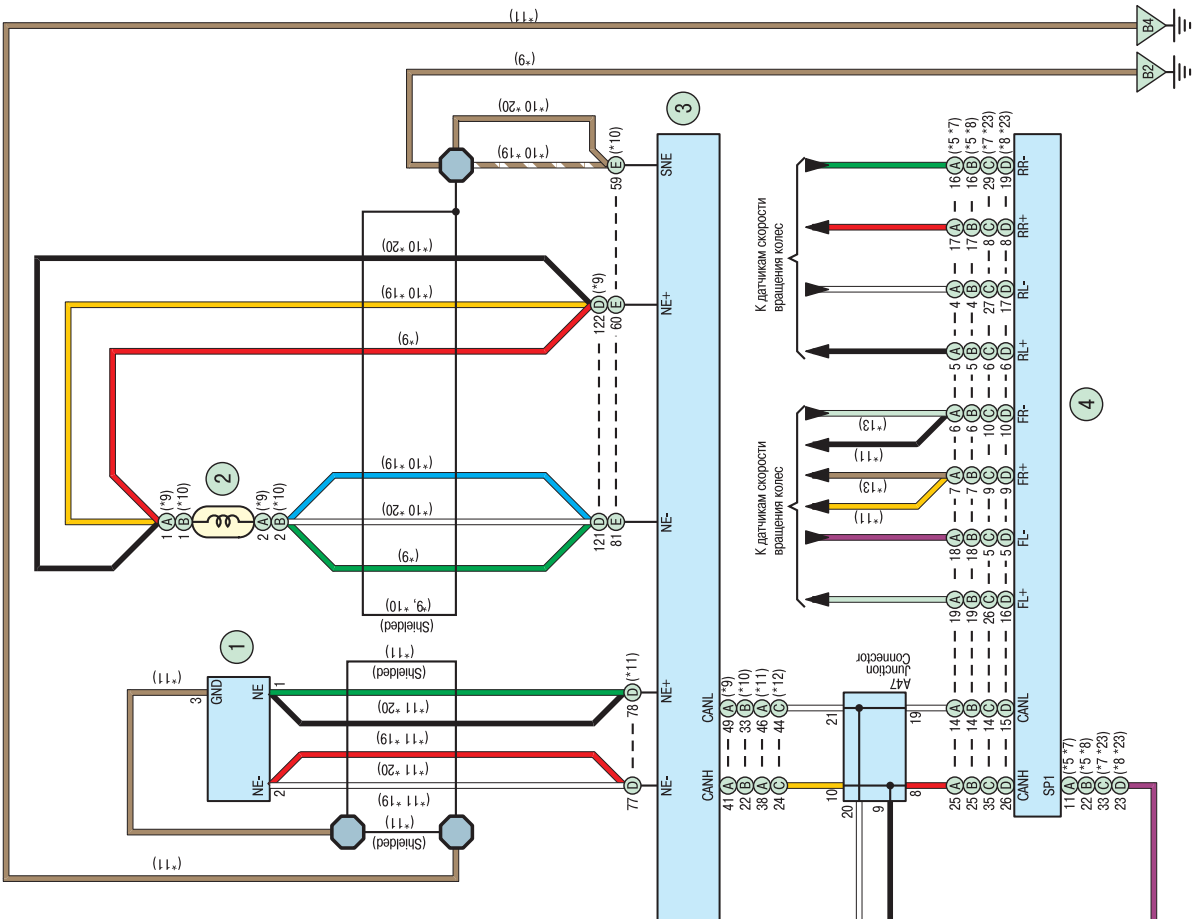 (*11)
B4
(*9)
B2
(*10 *20)
(*10 *19)
3
59 E (*10)
SNE
(*10 *20)
(*10 *19)
(*9)
122 D (*9)
60 E
NE+
2
1 A (*9)
1 B (*10)
2 A (*9)
2 B (*10)
(*10 *19)
(*10 *20)
(*9)
121 D
81 E
NE-
(*9, *10)
(Shielded)
1
(*11)
3
GND
NE
1
NE-
2
(*11)
(Shielded)
(*11 *20)
(*11 *19)
(*11 *20)
(*11 *19)
(*11)
(Shielded)
(*11)
78 D (*11)
NE+
77 D
NE-
CANL
49 A (*9)
33 B (*10)
46 A (*11)
44 C (*12)
CANH
41 A
22 B
38 A
24 C
A47
Junction
Connector
21
19
10
8
20
9
К датчикам скорости
вращения колес
16 A (*5 *7)
16 B (*5 *8)
29 C (*7 *23)
19 D (*8 *23)
RR-
17 A
17 B
8 C
8 D
RR+
4 A
4 B
27 C
17 D
RL-
5 A
5 B
6 C
6 D
RL+
4
К датчикам скорости
вращения колес
(*13)
(*11)
6 A
6 B
10 C
10 D
FR-
(*13)
(*11)
7 A
7 B
9 C
9 D
FR+
18 A
18 B
5 C
5 D
FL-
19 A
19 B
26 C
16 D
FL+
14 A
14 B
14 C
15 D
CANL
25 A
25 B
35 C
26 D
CANH
SP1
11 A (*5 *7)
22 B (*5 *8)
33 C (*7 *23)
23 D (*8 *23)